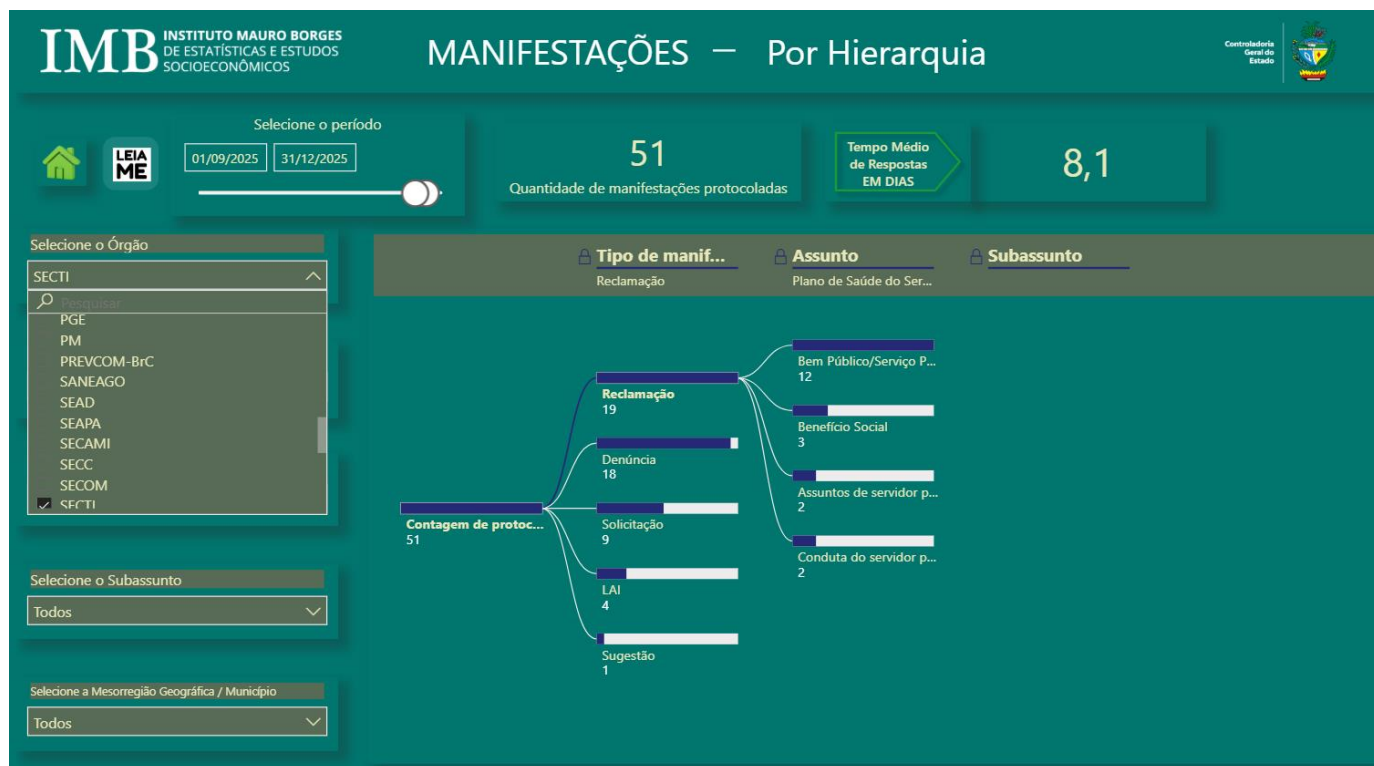 IMB
INSTITUTO MAURO BORGES
DE ESTATÍSTICAS E ESTUDOS
SOCIOECONÔMICOS
MANIFESTAÇÕES — Por Hierarquia
Controladoria
Geral do
Estado
LEIA
ME
Selecione o período
01/09/2025 31/12/2025
51
Quantidade de manifestações protocoladas
Tempo Médio
de Respostas
EM DIAS
8,1
Selecione o Órgão
SECTI
Pesquisar
PGE
PM
PREVCOM-BrC
SANEAGO
SEAD
SEAPA
SECAMI
SECC
SECOM
SECTI
Selecione o Subassunto
Todos
Selecione a Mesorregião Geográfica / Município
Todos
Tipo de manif... Assunto Subassunto
Reclamação Plano de Saúde do Ser...
Contagem de protoc...
51
Reclamação
19
Denúncia
18
Solicitação
9
LAI
4
Sugestão
1
Bem Público/Serviço P...
12
Benefício Social
3
Assuntos de servidor p...
2
Conduta do servidor p...
2